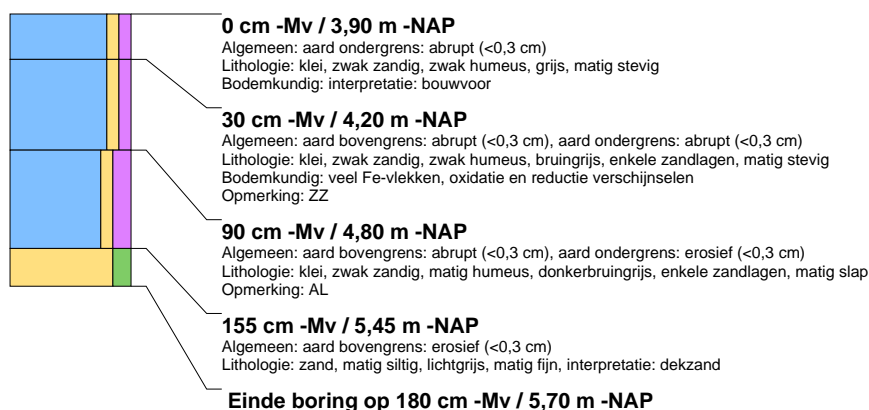 0 cm -Mv / 3,90 m -NAP
Algemeen: aard ondergrens: abrupt (<0,3 cm)
Lithologie: klei, zwak zandig, zwak humeus, grijs, matig stevig
Bodemkundig: interpretatie: bouwvoor
30 cm -Mv / 4,20 m -NAP
Algemeen: aard bovengrens: abrupt (<0,3 cm), aard ondergrens: abrupt (<0,3 cm)
Lithologie: klei, zwak zandig, zwak humeus, bruingrijs, enkele zandlagen, matig stevig
Bodemkundig: veel Fe-vlekken, oxidatie en reductie verschijnselen
Opmerking: ZZ
90 cm -Mv / 4,80 m -NAP
Algemeen: aard bovengrens: abrupt (<0,3 cm), aard ondergrens: erosief (<0,3 cm)
Lithologie: klei, zwak zandig, matig humeus, donkerbruingrijs, enkele zandlagen, matig slap
Opmerking: AL
155 cm -Mv / 5,45 m -NAP
Algemeen: aard bovengrens: erosief (<0,3 cm)
Lithologie: zand, matig siltig, lichtgrijs, matig fijn, interpretatie: dekzand
Einde boring op 180 cm -Mv / 5,70 m -NAP